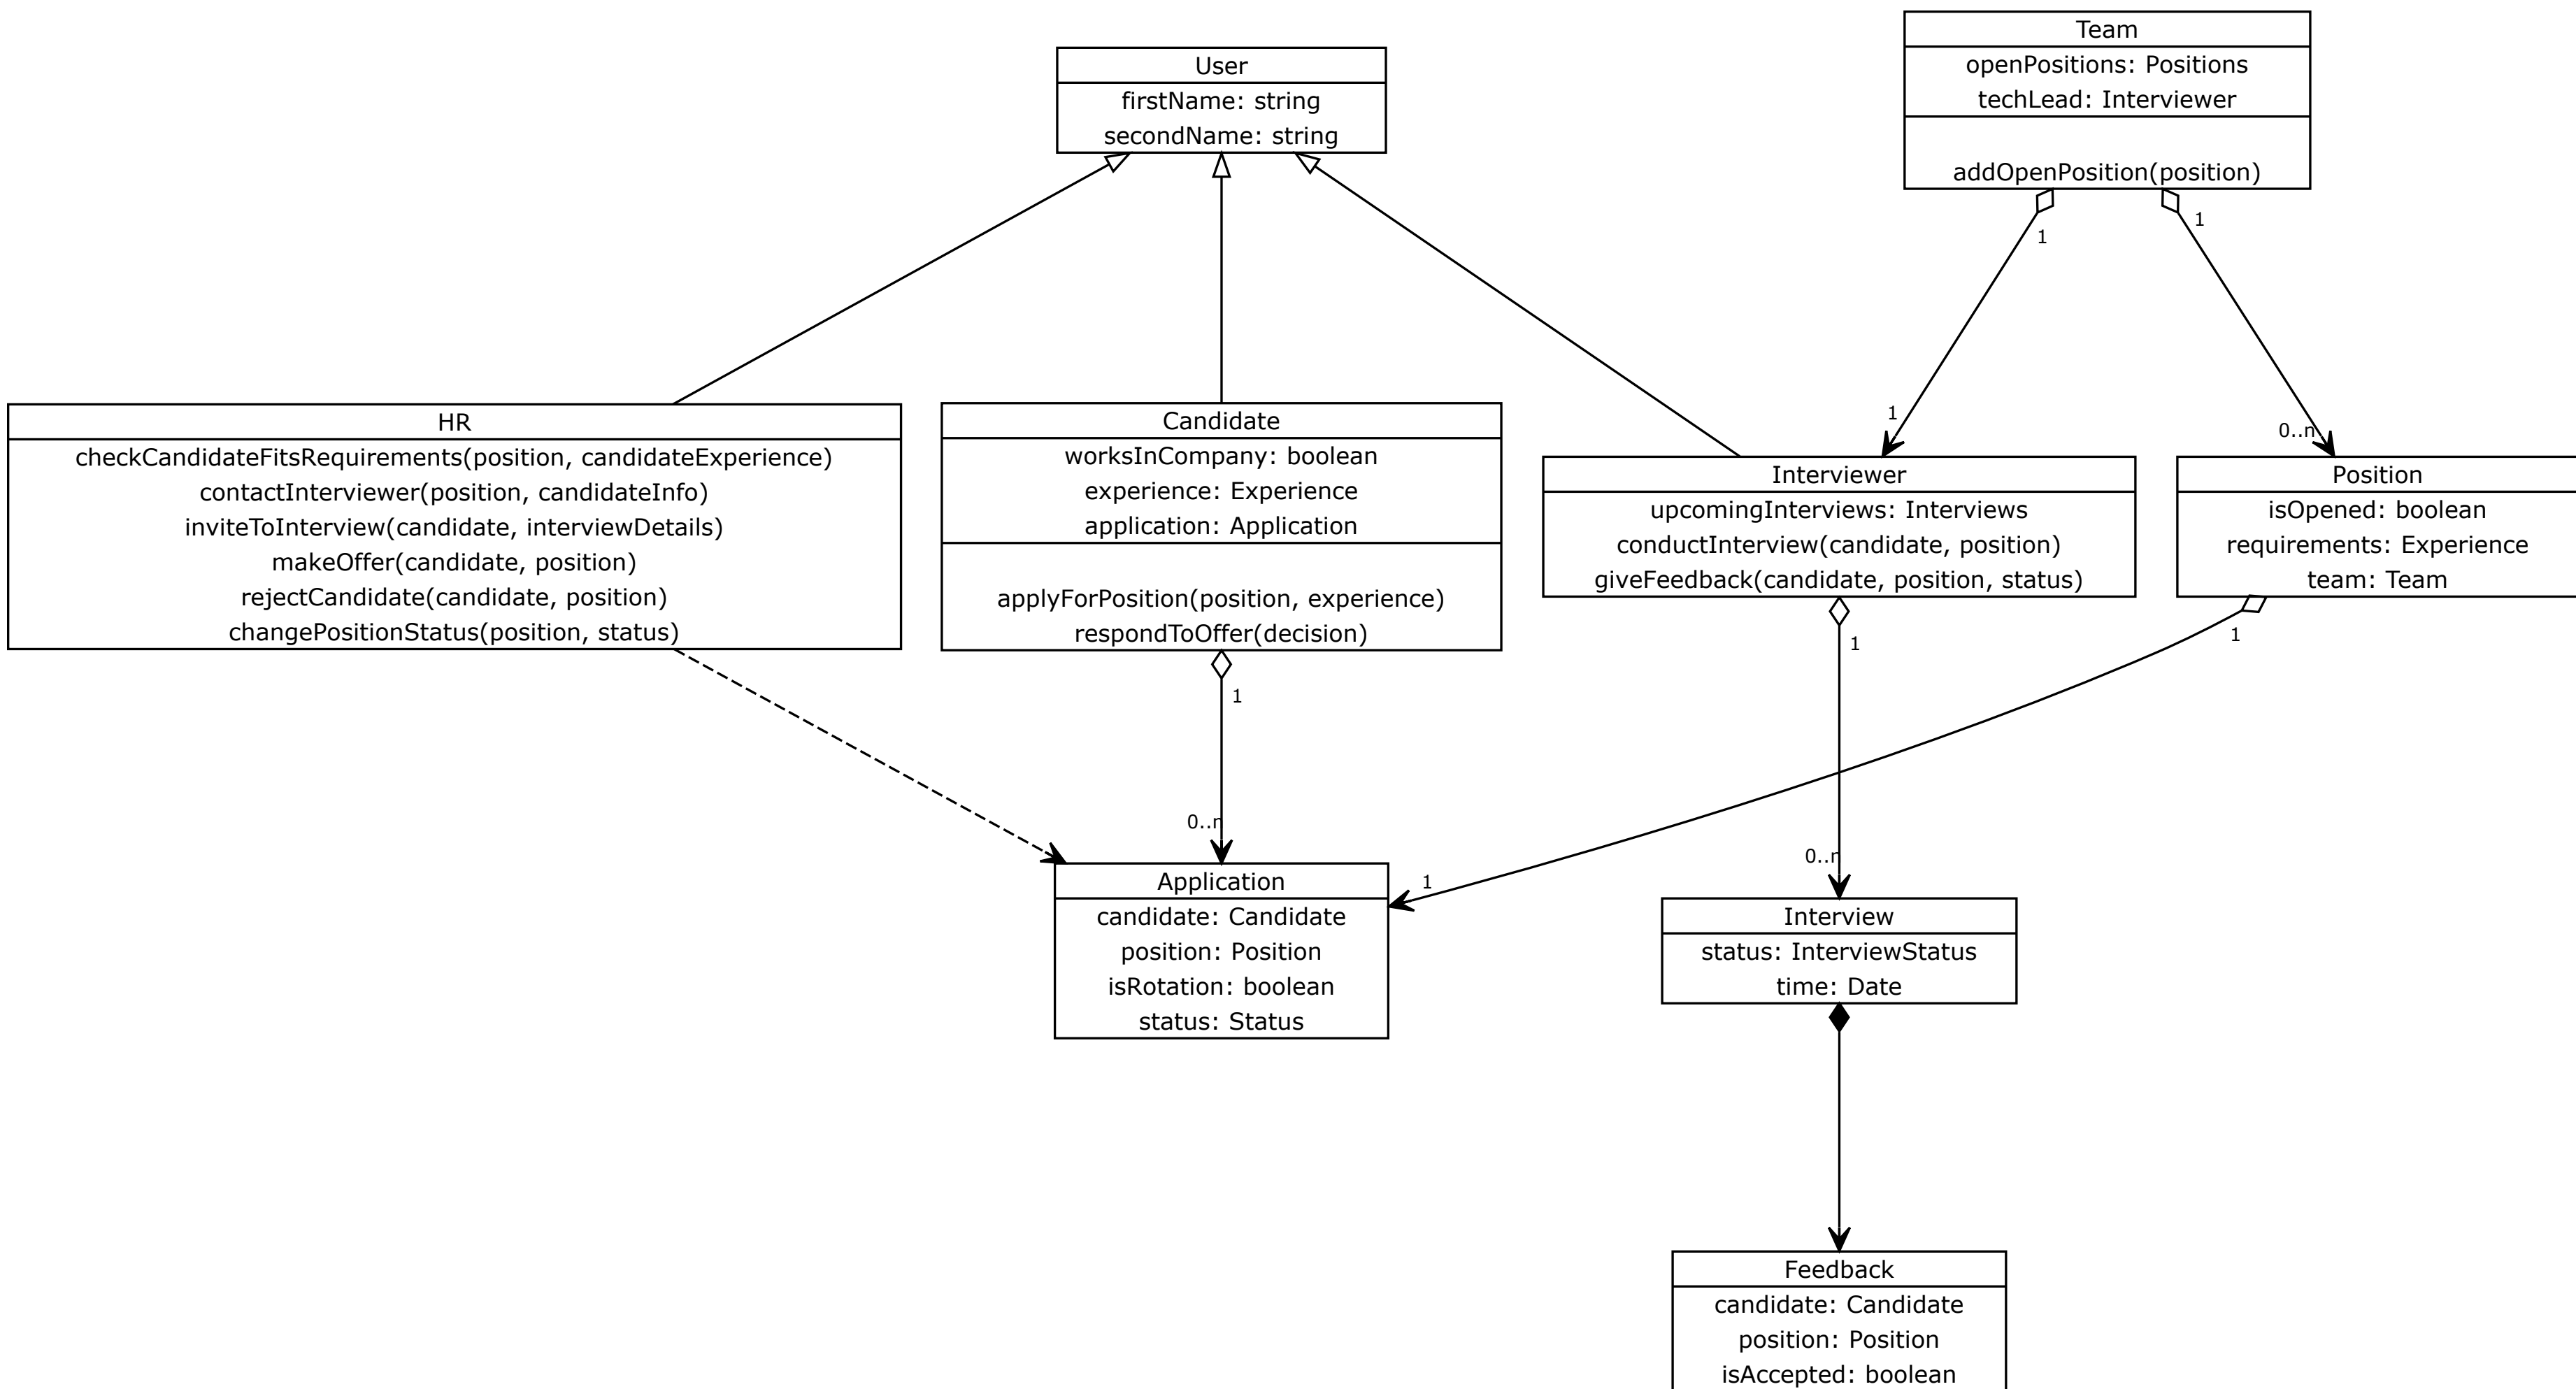 Team
openPositions: Positions
techLead: Interviewer
addOpenPosition(position)
User
firstName: string
secondName: string
1
1
1
0..n
HR
checkCandidateFitsRequirements(position, candidateExperience)
contactInterviewer(position, candidateInfo)
inviteToInterview(candidate, interviewDetails)
makeOffer(candidate, position)
rejectCandidate(candidate, position)
changePositionStatus(position, status)
Candidate
worksInCompany: boolean
experience: Experience
application: Application
applyForPosition(position, experience)
respondToOffer(decision)
Interviewer
upcomingInterviews: Interviews
conductInterview(candidate, position)
giveFeedback(candidate, position, status)
Position
isOpened: boolean
requirements: Experience
team: Team
1
1
1
0..n
0..n
1
Application
candidate: Candidate
position: Position
isRotation: boolean
status: Status
Interview
status: InterviewStatus
time: Date
Feedback
candidate: Candidate
position: Position
isAccepted: boolean